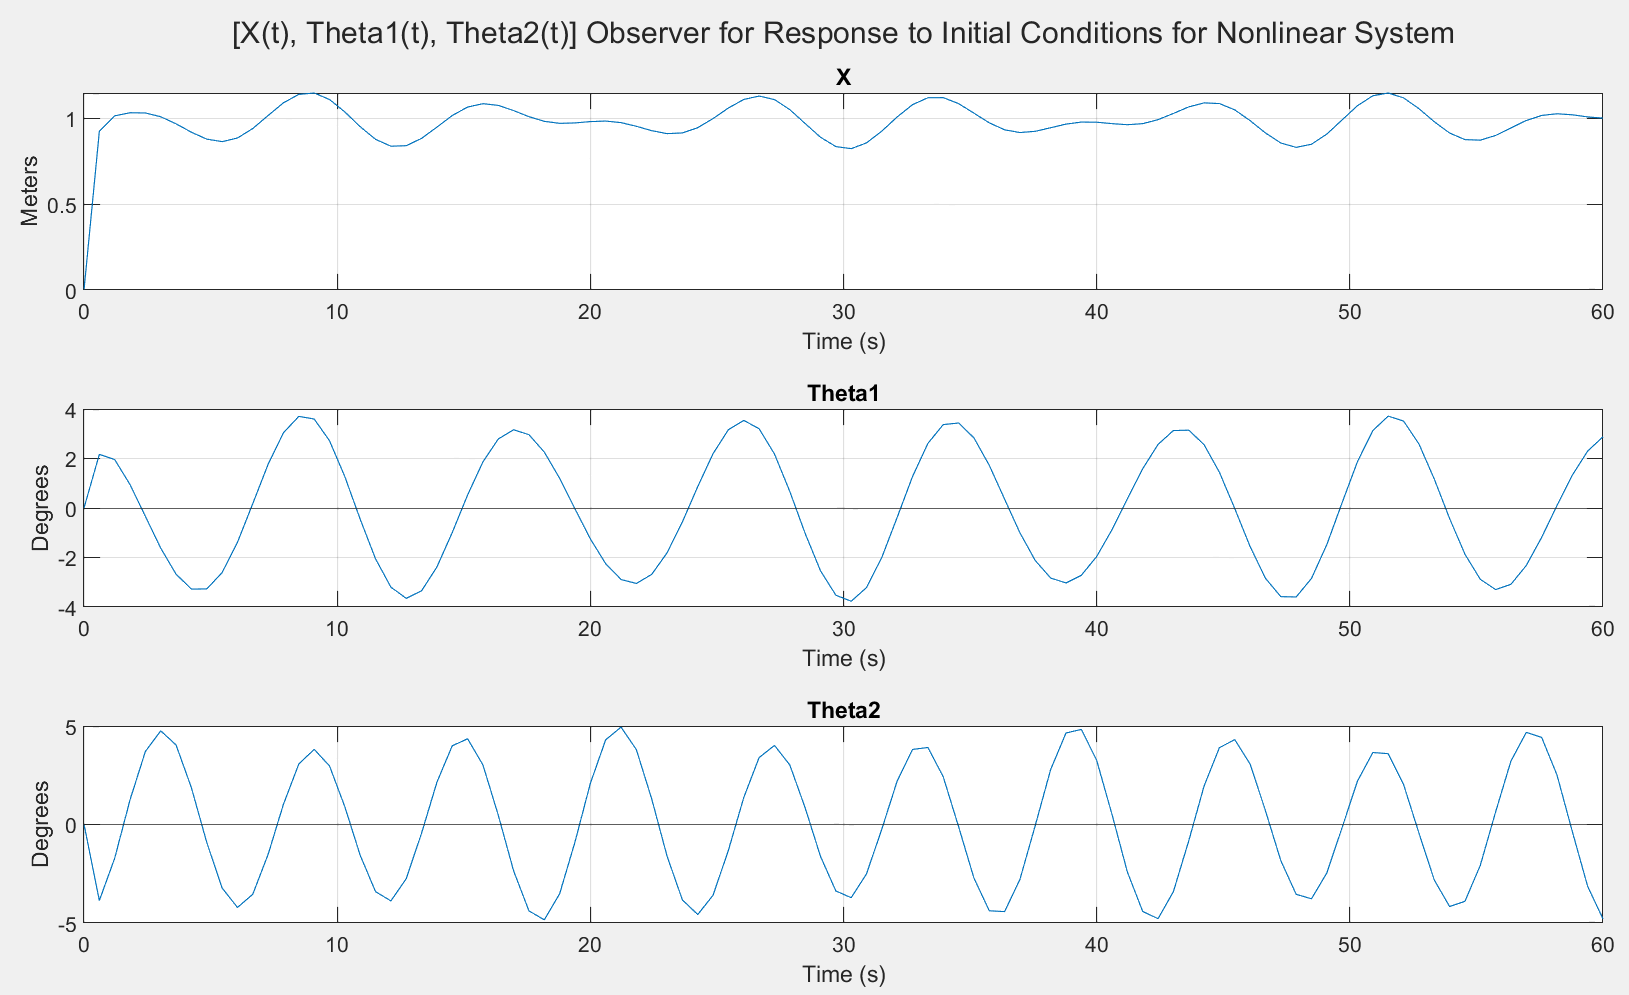 [X(t), Theta1(t), Theta2(t)] Observer for Response to Initial Conditions for Nonlinear System
X
Meters
1
0.5
0
0 10 20 30 40 50 60
Time (s)
Theta1
Degrees
4
2
0
-2
-4
0 10 20 30 40 50 60
Time (s)
Theta2
Degrees
5
0
-5
0 10 20 30 40 50 60
Time (s)